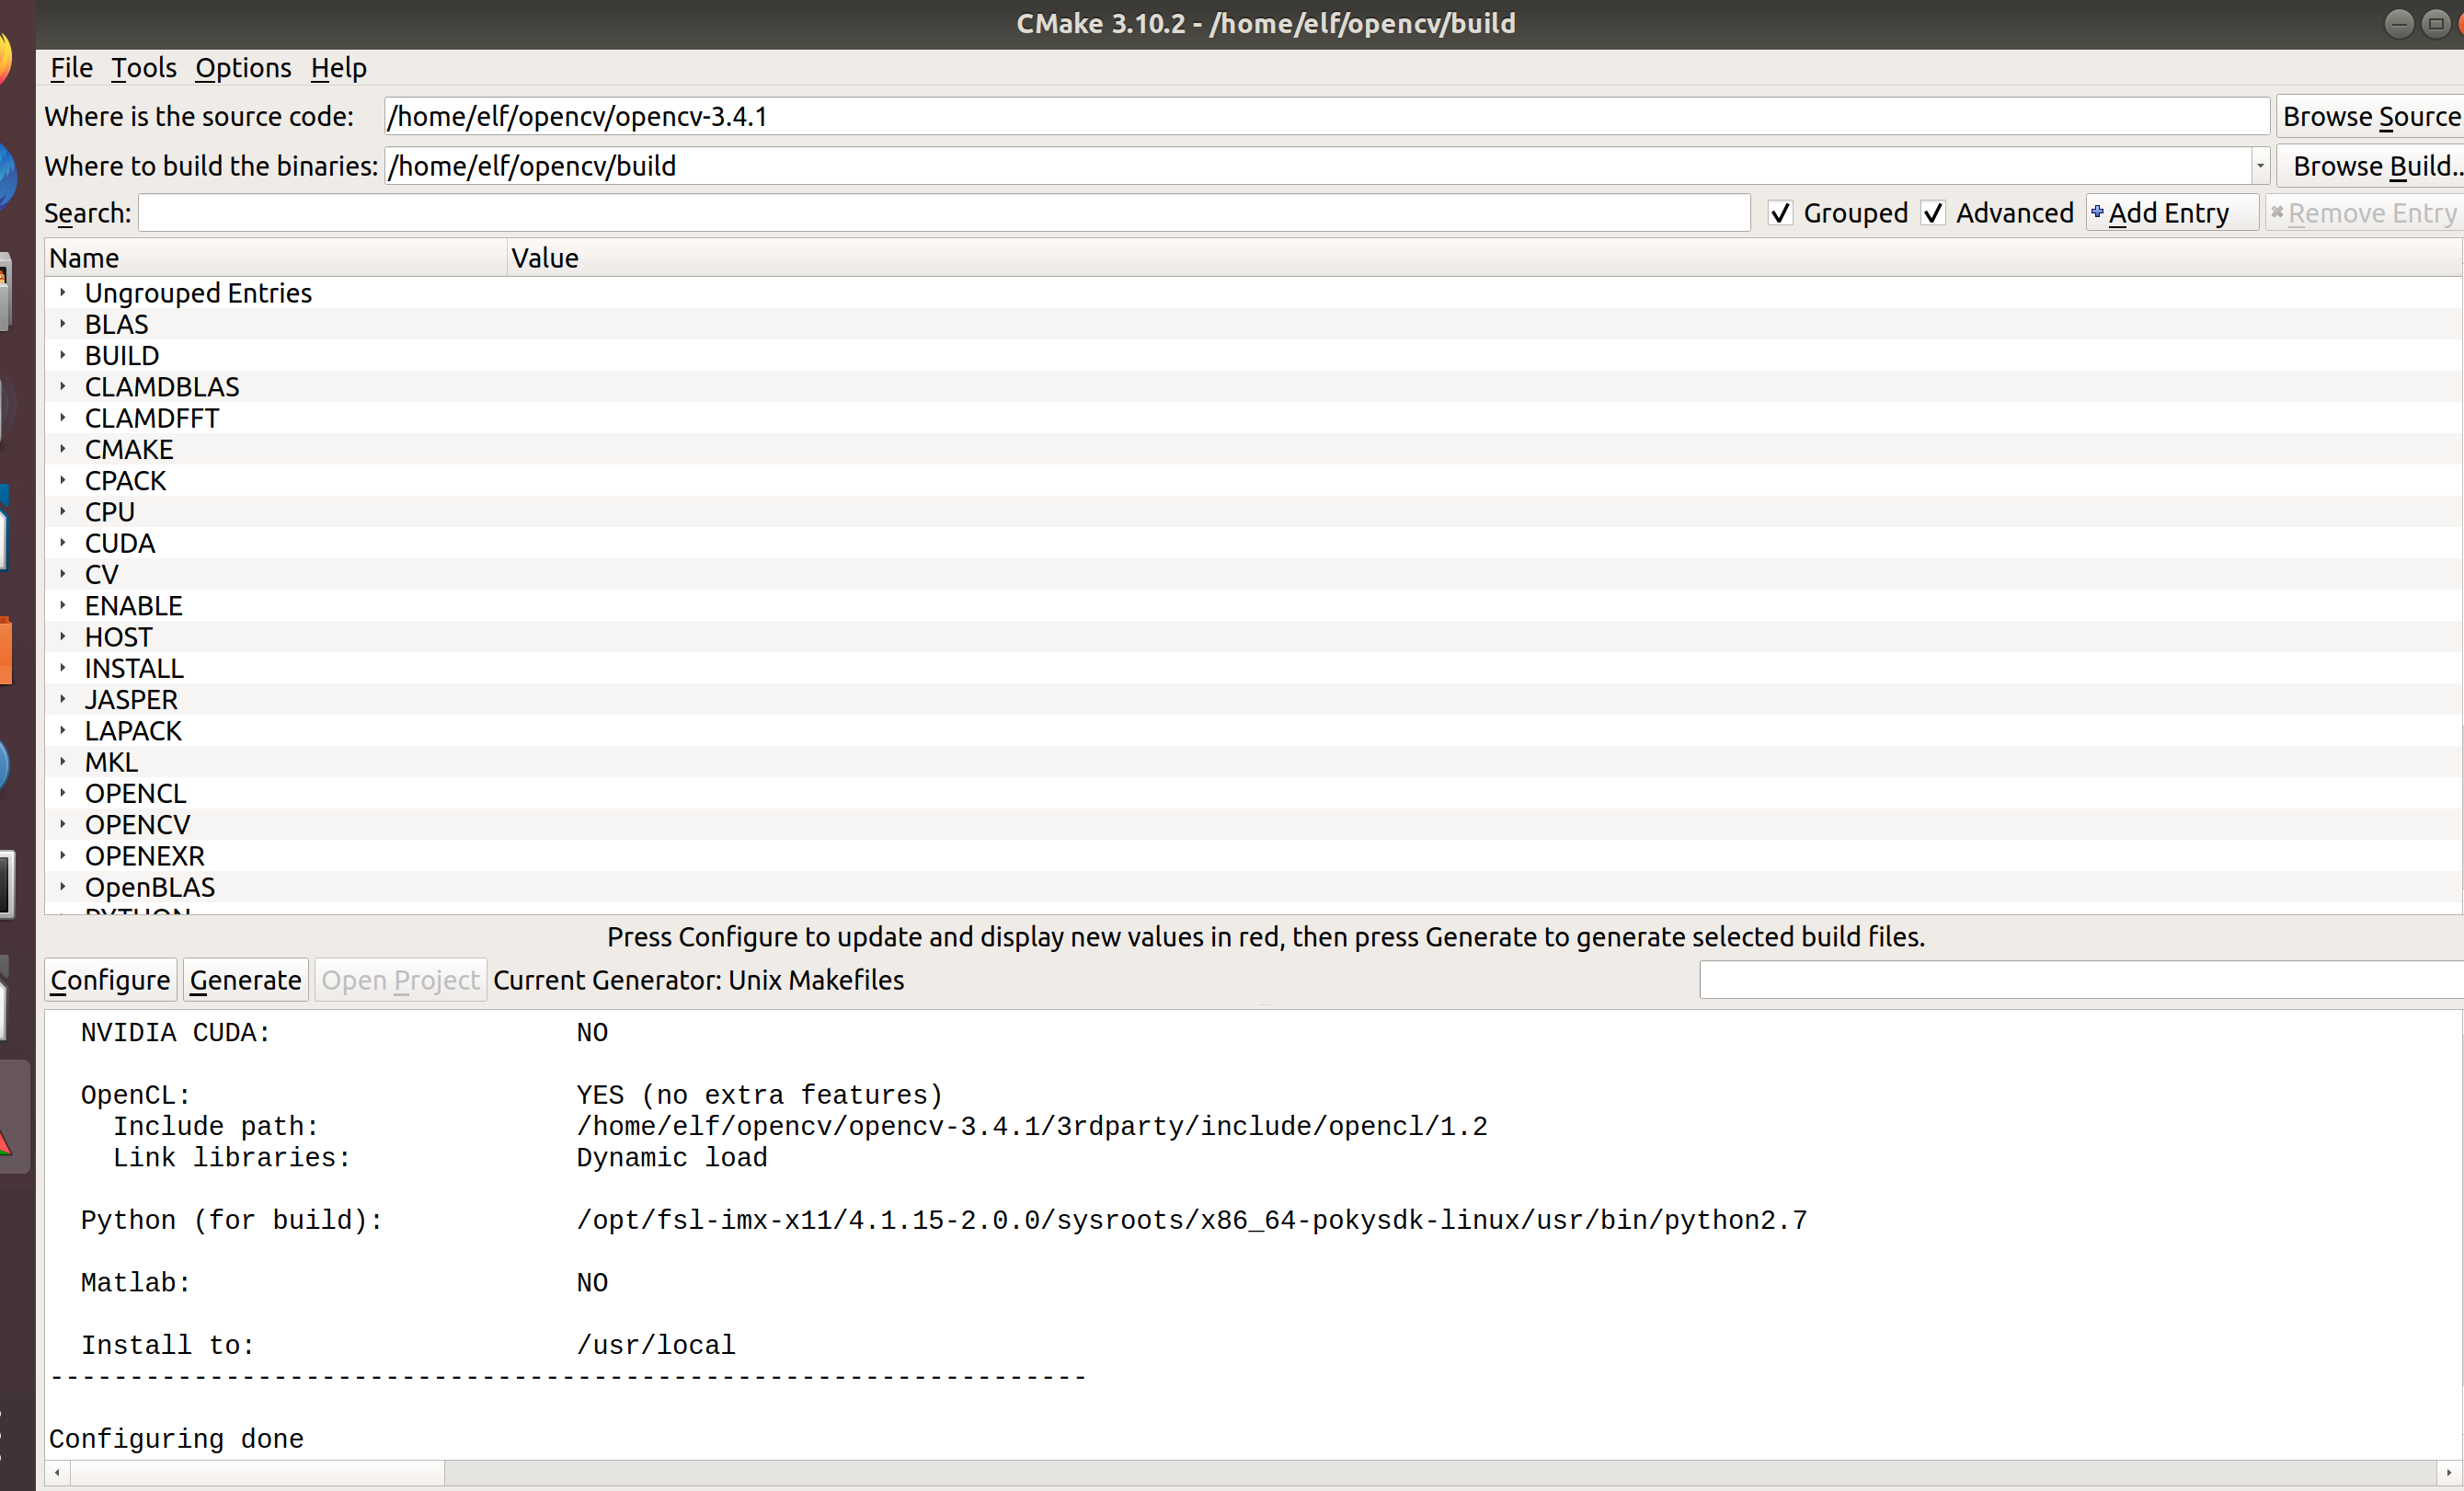 CMake 3.10.2 - /home/elf/opencv/build
File Tools Options Help
Where is the source code: /home/elf/opencv/opencv-3.4.1 Browse Source
Where to build the binaries: /home/elf/opencv/build Browse Build..
Search: Grouped Advanced Add Entry Remove Entry
Name Value
Ungrouped Entries
BLAS
BUILD
CLAMDBLAS
CLAMDFFT
CMAKE
CPACK
CPU
CUDA
CV
ENABLE
HOST
INSTALL
JASPER
LAPACK
MKL
OPENCL
OPENCV
OPENEXR
OpenBLAS
PYTHON
Press Configure to update and display new values in red, then press Generate to generate selected build files.
Configure Generate Open Project Current Generator: Unix Makefiles
NVIDIA CUDA: NO
OpenCL: YES (no extra features)
Include path: /home/elf/opencv/opencv-3.4.1/3rdparty/include/opencl/1.2
Link libraries: Dynamic load
Python (for build): /opt/fsl-imx-x11/4.1.15-2.0.0/sysroots/x86_64-pokysdk-linux/usr/bin/python2.7
Matlab: NO
Install to: /usr/local
-----------------------------------------------------------------
Configuring done